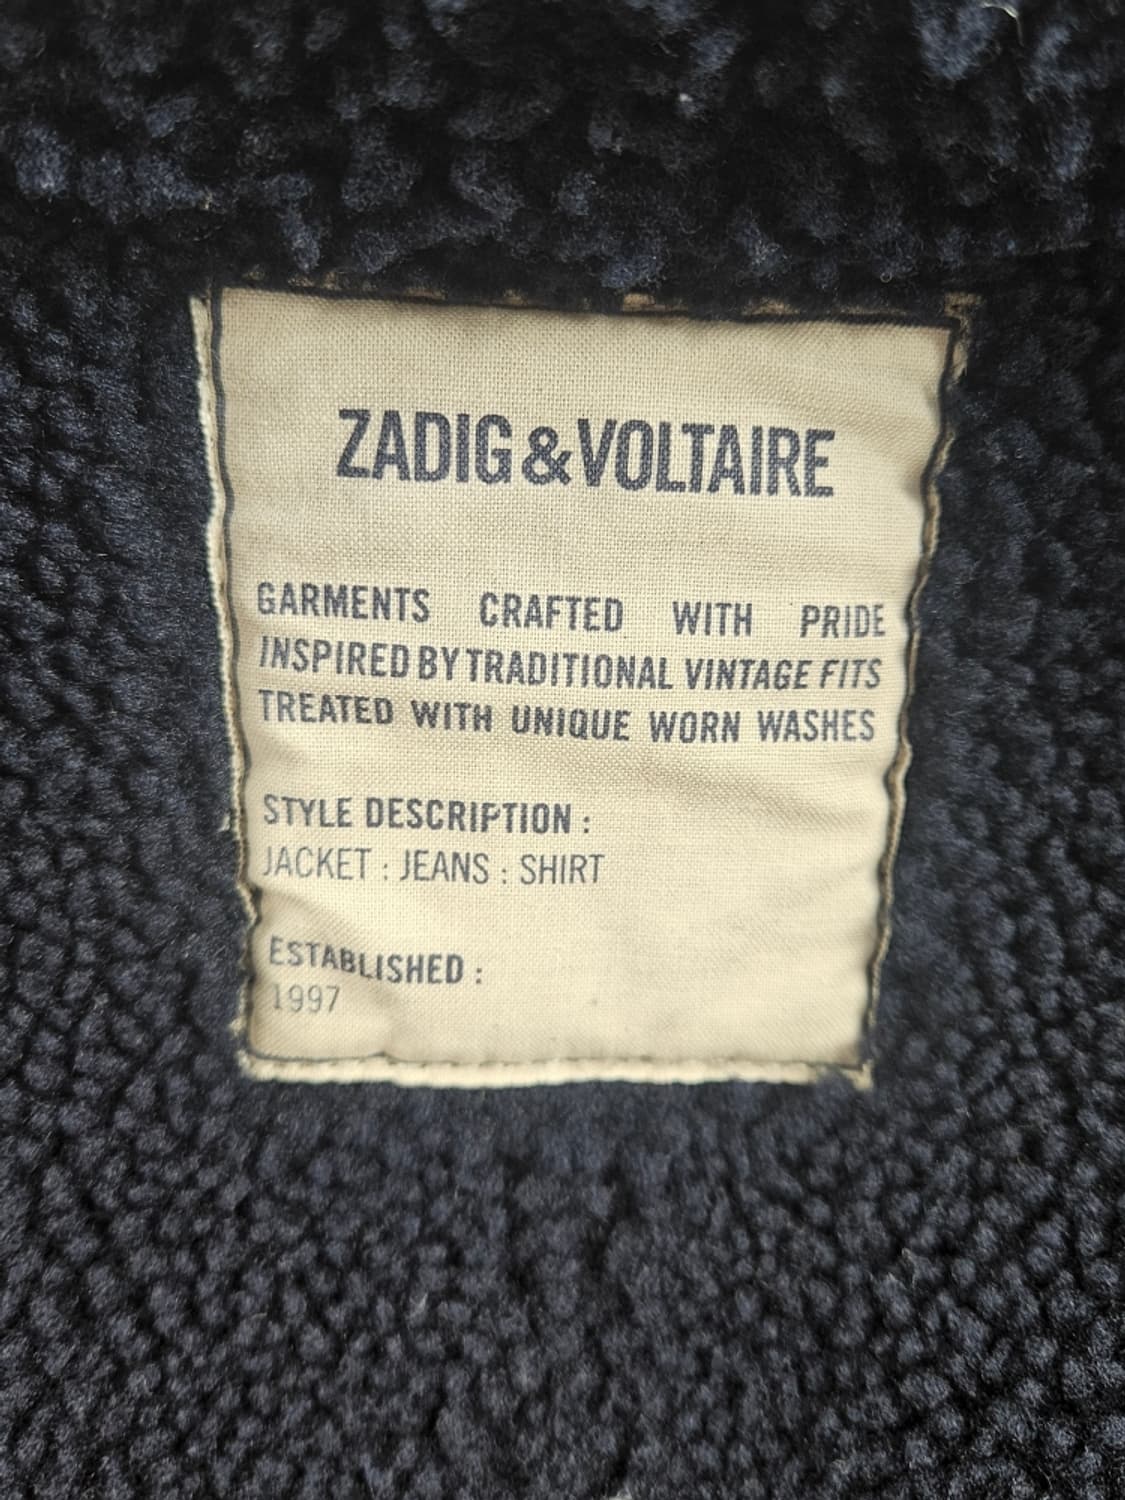 ZADIG&VOLTAIRE
GARMENTS CRAFTED WITH PRIDE
INSPIRED BY TRADITIONAL VINTAGE FITS
TREATED WITH UNIQUE WORN WASHES
STYLE DESCRIPTION :
JACKET : JEANS : SHIRT
ESTABLISHED :
1997